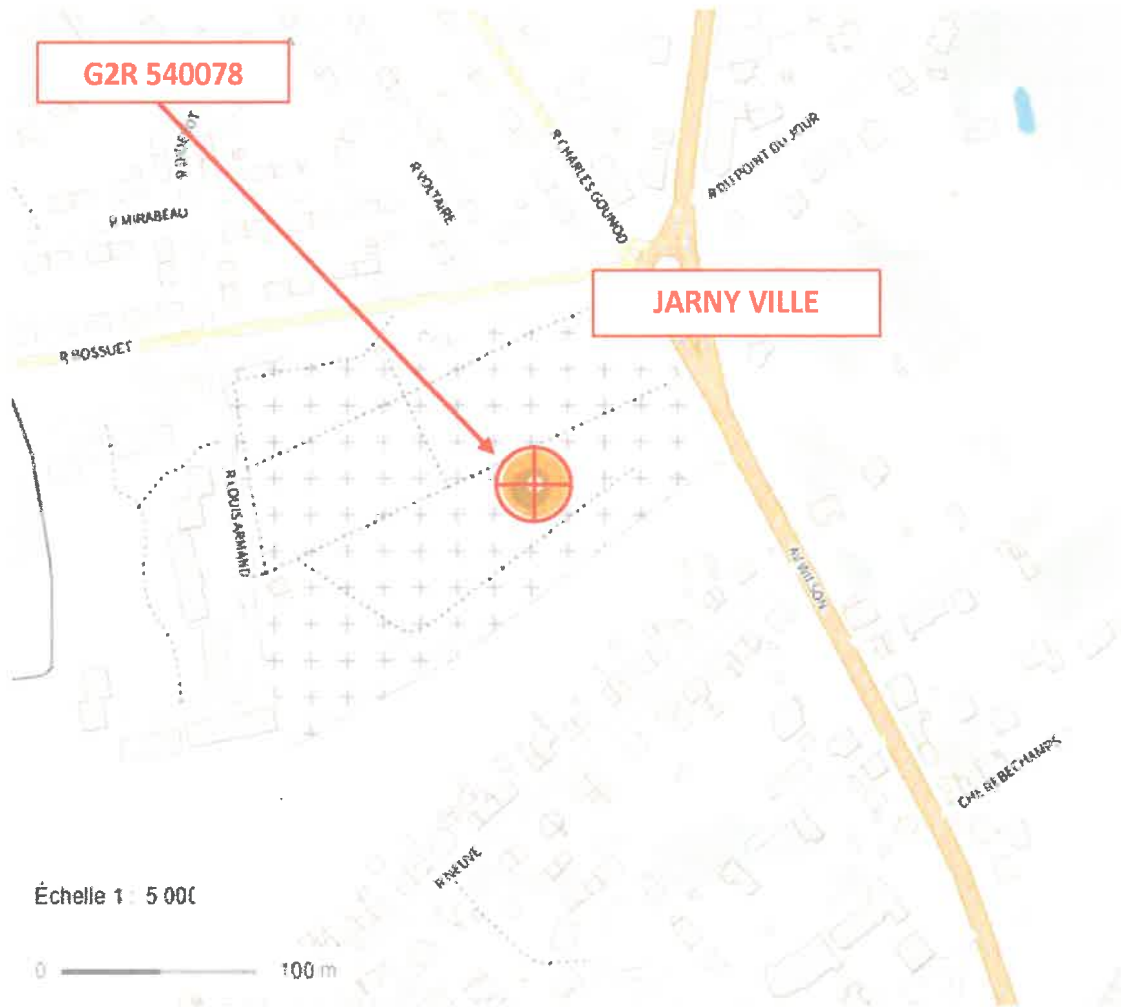 G2R 540078
R MIRABEAU
R VOLTAIRE
R CHARLES GOUNOD
R DU POINT DU JOUR
JARNY VILLE
R BOSSUET
R LOUIS ARMAND
AV WILSON
R NEUVE
Échelle 1 : 5 000
0 100 m